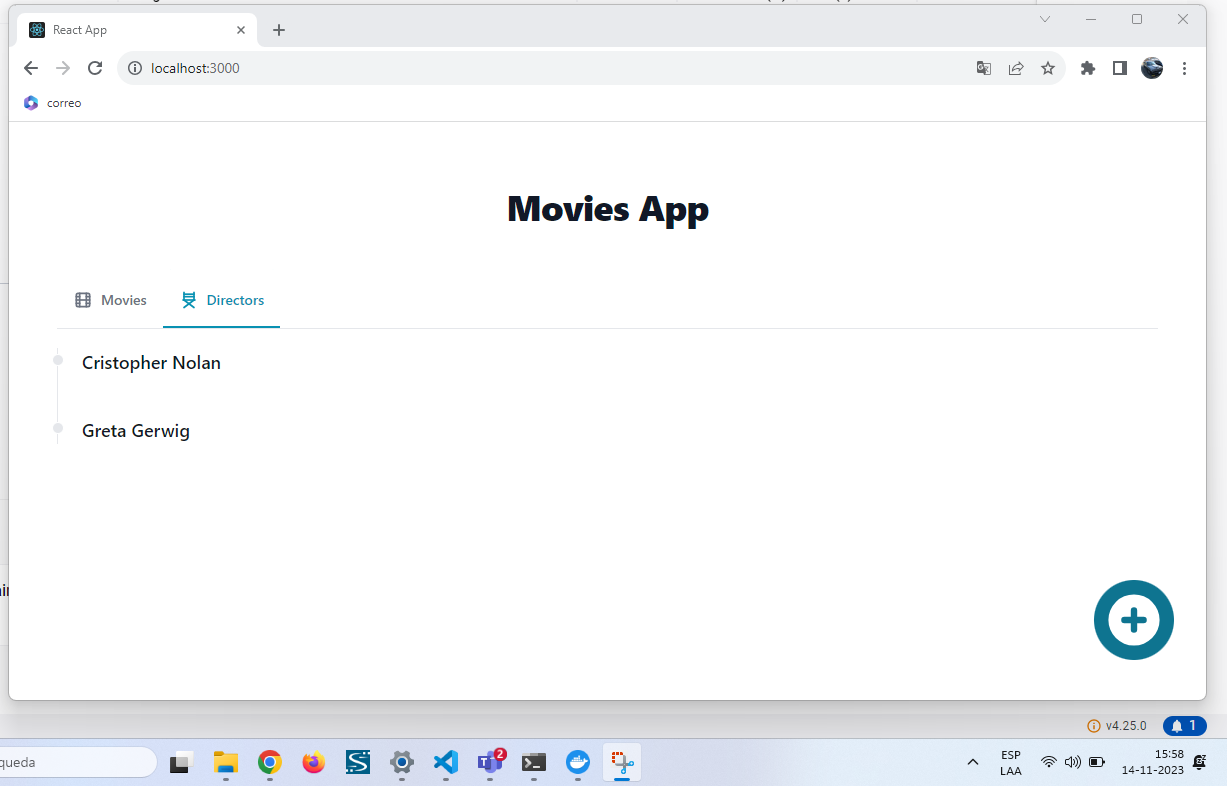 React App
localhost:3000
correo
Movies App
Movies
Directors
Cristopher Nolan
Greta Gerwig
v4.25.0
1
queda
2
ESP
LAA
15:58
14-11-2023